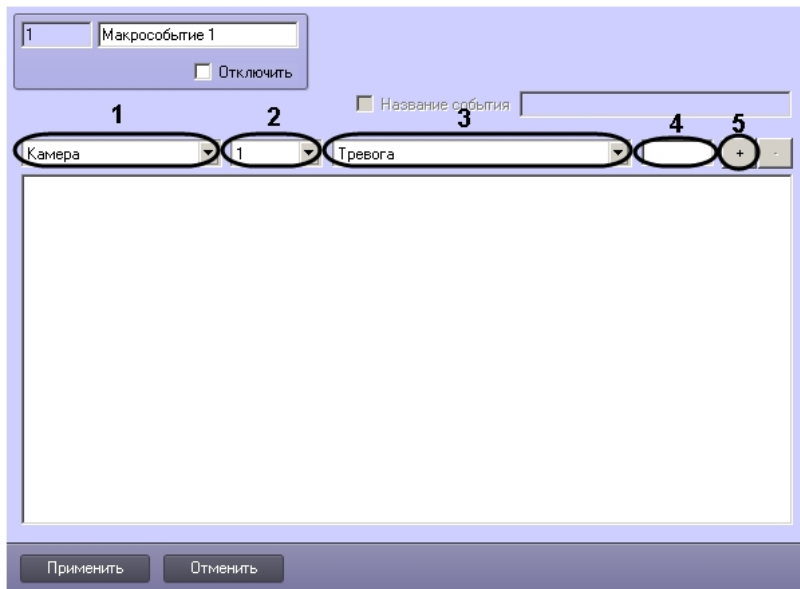 1 Макрособытие 1
Отключить
Название события
1 2 3 4 5
Камера 1 Тревога + -
Применить Отменить